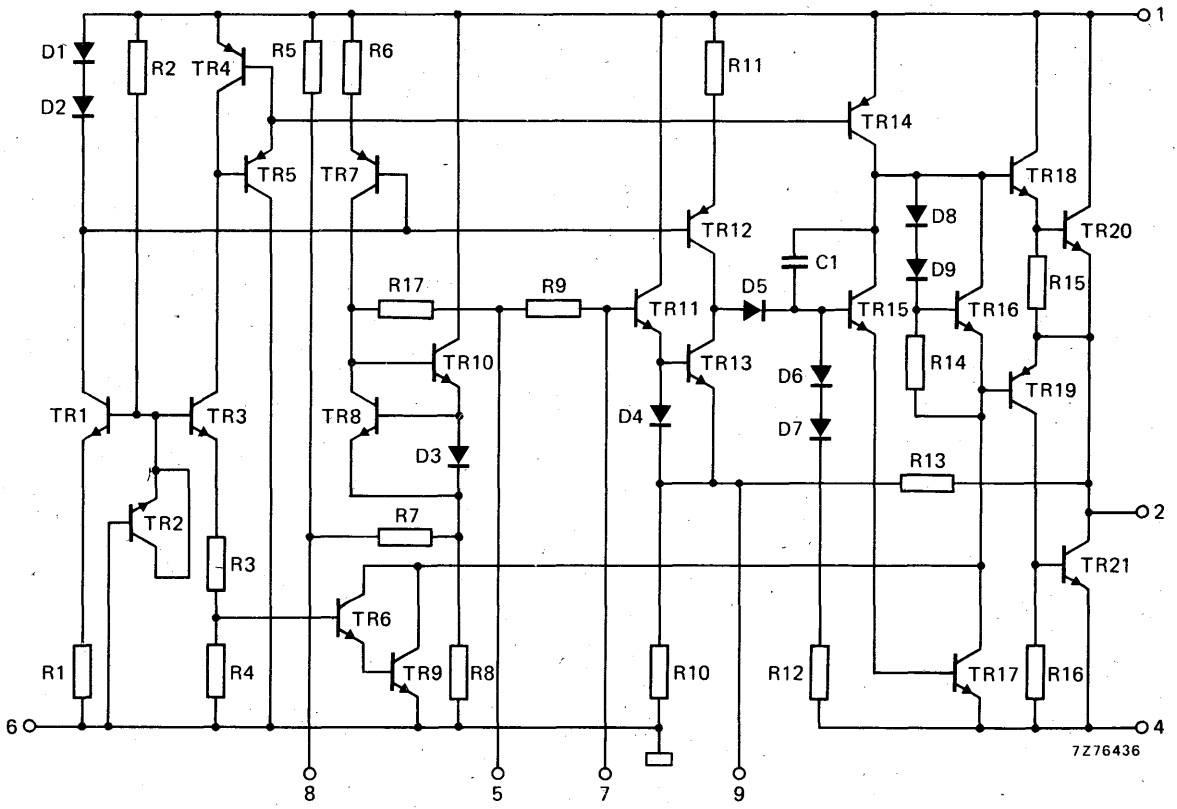 1
D1
R2
TR4
R5
R6
R11
D2
TR14
TR5
TR7
TR18
D8
TR12
TR20
C1
D9
R17
R9
D5
R15
TR11
TR15
TR16
TR10
TR13
R14
D6
TR19
TR1
TR3
TR8
D4
D7
D3
R13
R7
2
TR2
R3
TR21
TR6
R1
R4
TR9
R8
R10
R12
TR17
R16
6
4
7Z76436
8
5
7
9